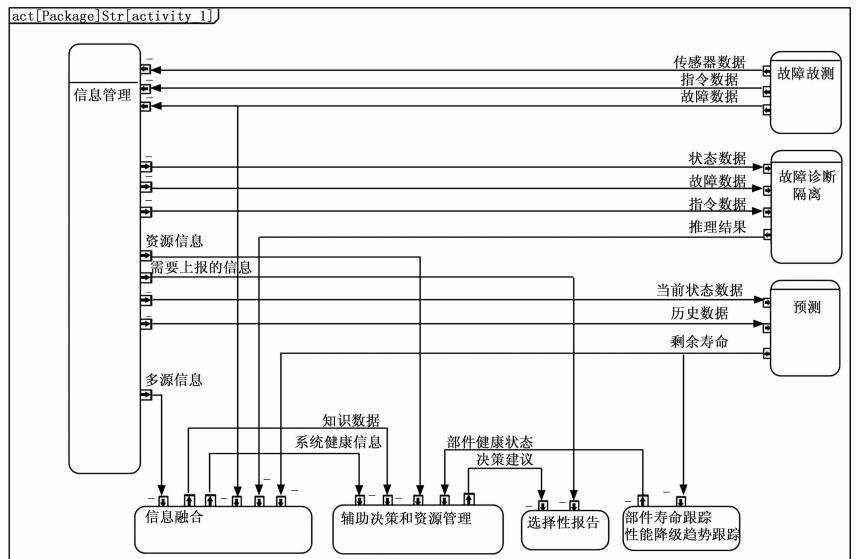 act[Package]Str[activity_1]
传感器数据
指令数据
故障数据
故障故测
信息管理
状态数据
故障数据
指令数据
推理结果
故障诊断
隔离
资源信息
需要上报的信息
当前状态数据
历史数据
剩余寿命
预测
多源信息
知识数据
系统健康信息
部件健康状态
决策建议
信息融合
辅助决策和资源管理
选择性报告
部件寿命跟踪
性能降级趋势跟踪